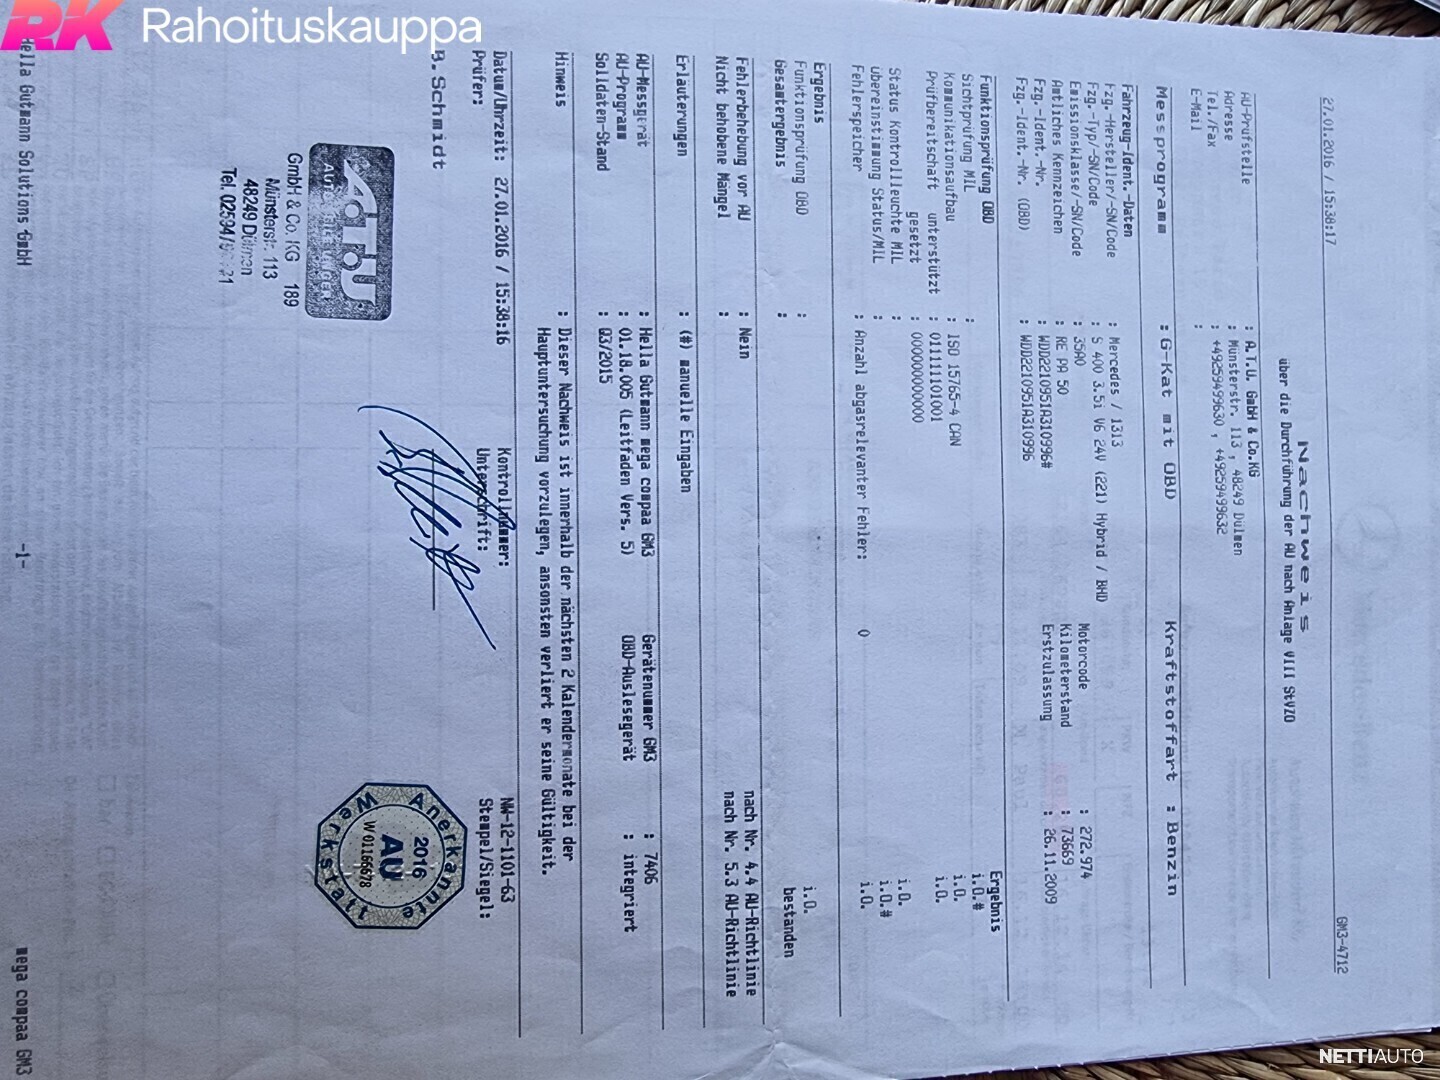 RK Rahoituskauppa
27.01.2016 / 15:38:17 GM3-4712
Nachweis
über die Durchführung der AU nach Anlage VIII StVZO
AU-Prüfstelle : A.T.U. GmbH & Co.KG
Adresse : Münsterstr. 113 , 48249 Dülmen
Tel./Fax : +49259499630 , +49259499632
E-Mail :
Messprogramm : G-Kat mit OBD Kraftstoffart : Benzin
Fahrzeug-Ident.-Daten
Fzg.-Hersteller/-SN/Code : Mercedes / 1313
Fzg.-Typ/-SN/Code : S 400 3.5i V6 24V (221) Hybrid / BHD
Emissionsklasse/-SN/Code : 35A0 Motorcode : 272.974
Amtliches Kennzeichen : RE PA 50 Kilometerstand : 73669
Fzg.-Ident.-Nr. : WDD2210951A310996# Erstzulassung : 26.11.2009
Fzg.-Ident.-Nr. (OBD) : WDD2210951A310996
Funktionsprüfung OBD Ergebnis
Sichtprüfung MIL : i.O.#
Kommunikationsaufbau : ISO 15765-4 CAN i.O.
Prüfbereitschaft unterstützt : 011111101001 i.O.
gesetzt : 000000000000
Status Kontrollleuchte MIL : i.O.
Übereinstimmung Status/MIL : i.O.#
Fehlerspeicher : Anzahl abgasrelevanter Fehler: 0 i.O.
Ergebnis
Funktionsprüfung OBD : i.O.
Gesamtergebnis : bestanden
Fehlerbehebung vor AU : Nein nach Nr. 4.4 AU-Richtlinie
Nicht behobene Mängel : nach Nr. 5.3 AU-Richtlinie
Erläuterungen : (#) manuelle Eingaben
AU-Messgerät : Hella Gutmann mega compaa GM3 Gerätenummer GM3 : 7406
AU-Programm : 01.18.005 (Leitfaden Vers. 5) OBD-Auslesegerät : integriert
Solldaten-Stand : Q3/2015
Hinweis : Dieser Nachweis ist innerhalb der nächsten 2 Kalendermonate bei der
Hauptuntersuchung vorzulegen, ansonsten verliert er seine Gültigkeit.
Datum/Uhrzeit: 27.01.2016 / 15:38:16 Kontrollnummer: NW-12-1101-63
Prüfer: Unterschrift: Stempel/Siegel:
B.Schmidt
A.T.U
GmbH & Co. KG 189
Münsterstr. 113
48249 Dülmen
Tel. 02594/
Anerkannte
2016
AU
W 01166678
Werkstatt
Hella Gutmann Solutions GmbH -1- mega compaa GM3
NETTIAUTO